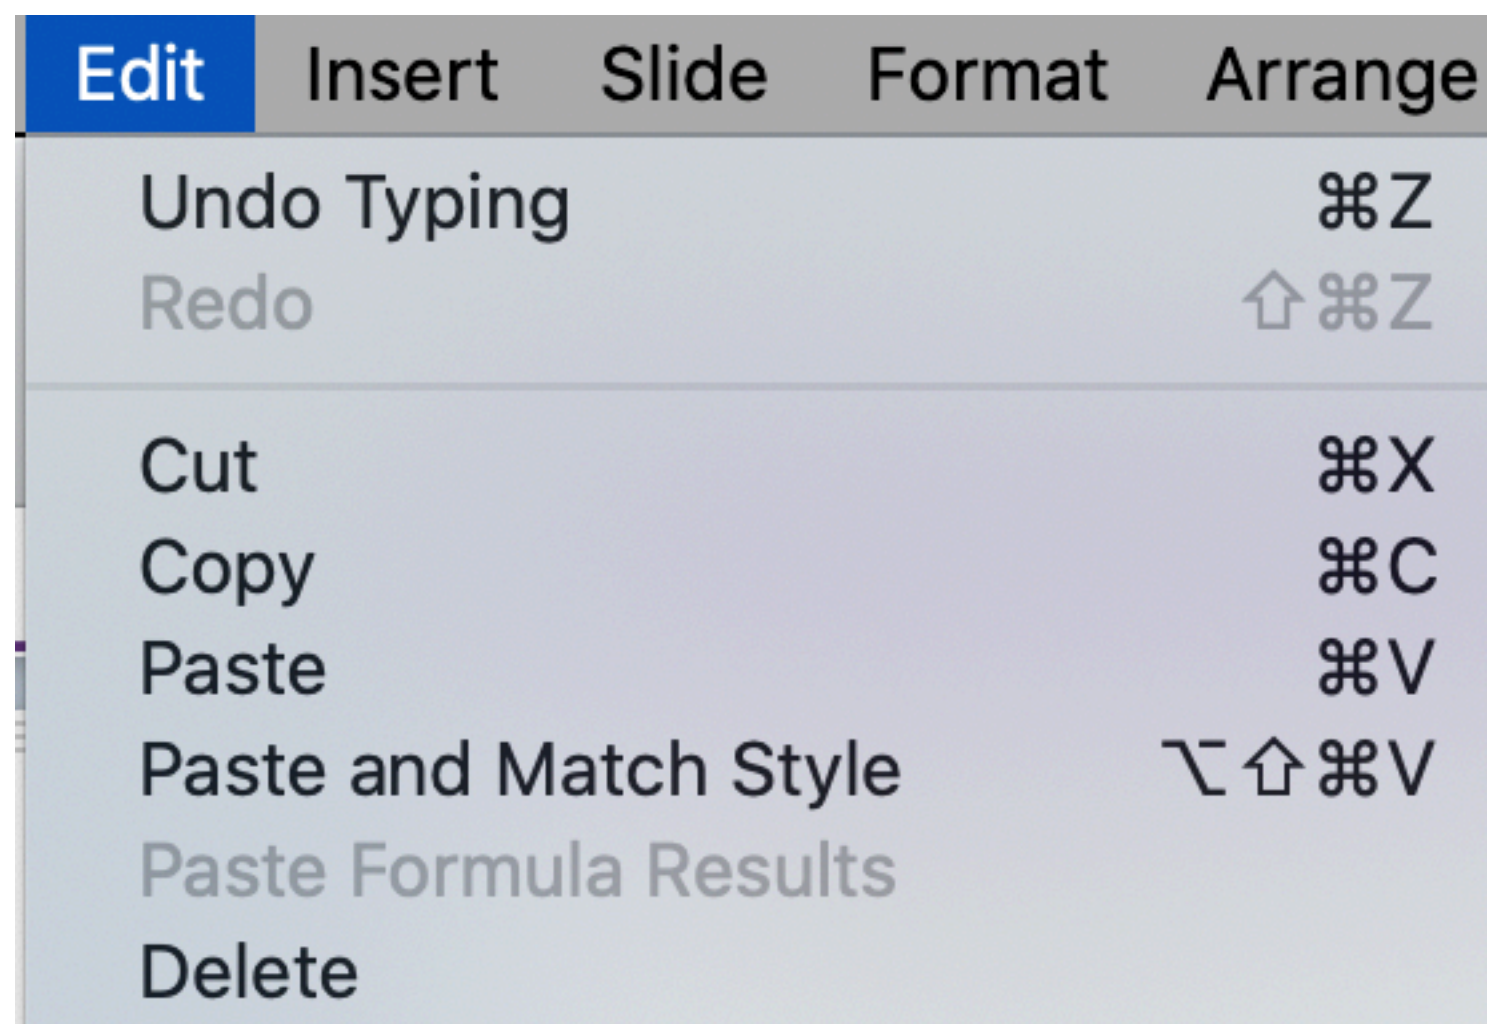 Edit Insert Slide Format Arrange
Undo Typing ⌘Z
Redo ⇧⌘Z
Cut ⌘X
Copy ⌘C
Paste ⌘V
Paste and Match Style ⌥⇧⌘V
Paste Formula Results
Delete